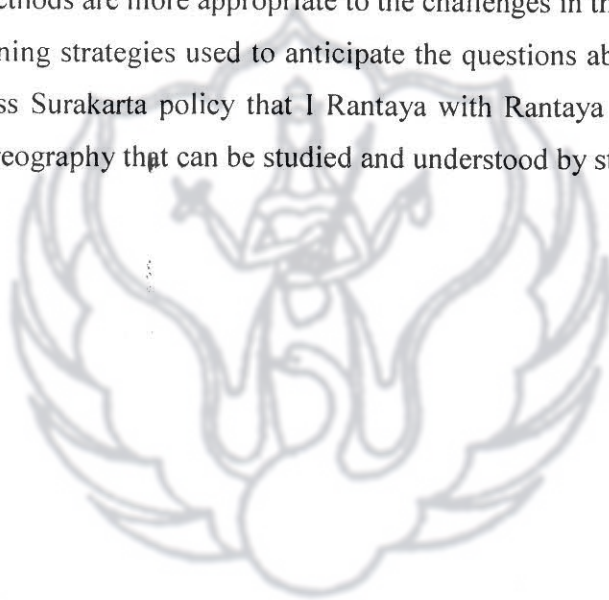 ethods are more appropriate to the challenges in th
ning strategies used to anticipate the questions ab
ss Surakarta policy that I Rantaya with Rantaya
reography that can be studied and understood by st